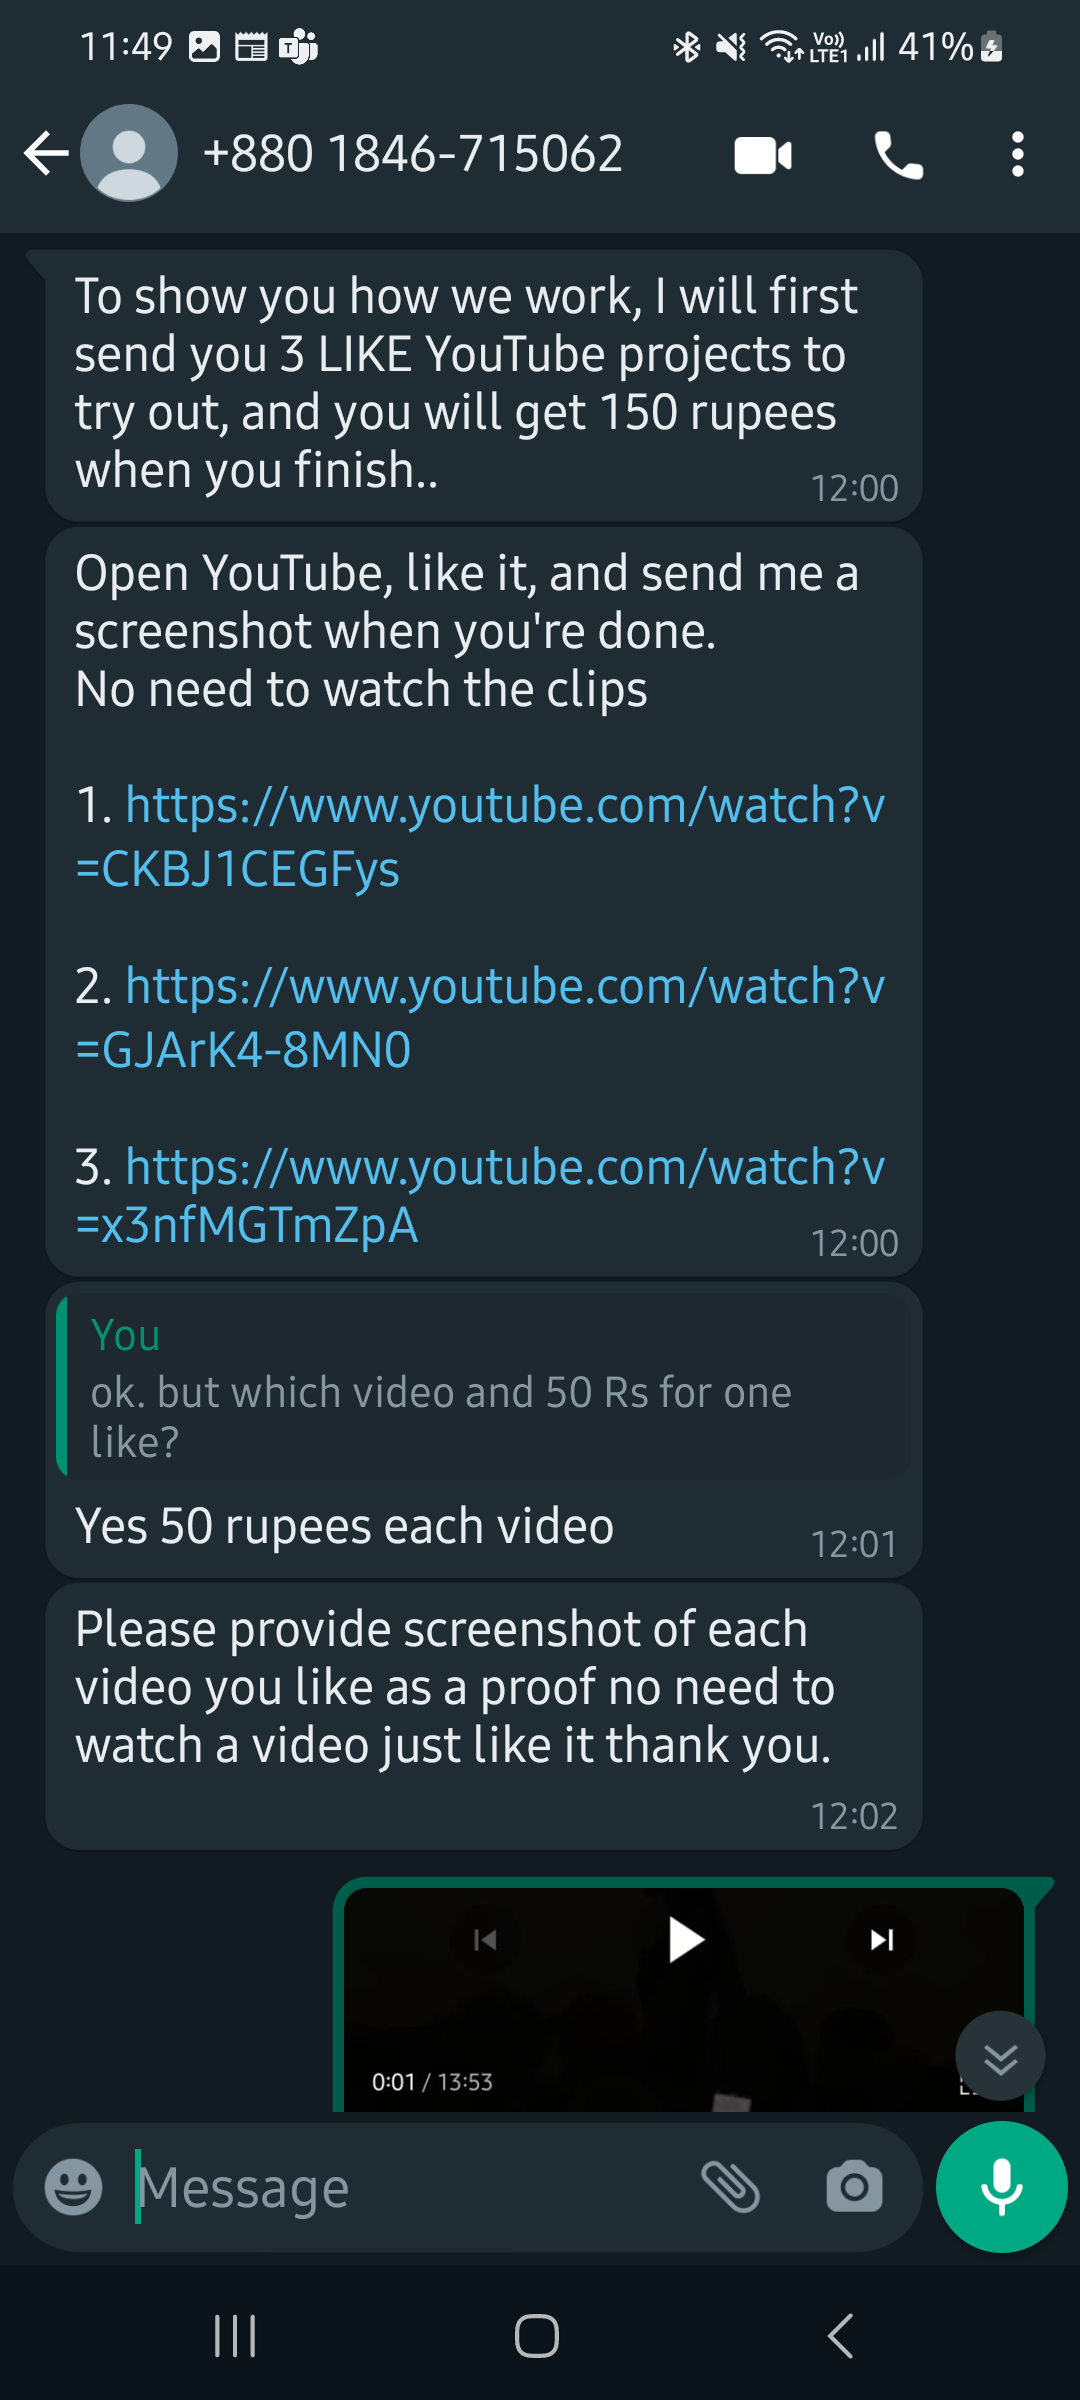 11:49
Vo))
LTE1
41%
+880 1846-715062
To show you how we work, I will first
send you 3 LIKE YouTube projects to
try out, and you will get 150 rupees
when you finish..
12:00
Open YouTube, like it, and send me a
screenshot when you're done.
No need to watch the clips
1. https://www.youtube.com/watch?v
=CKBJ1CEGFys
2. https://www.youtube.com/watch?v
=GJArK4-8MN0
3. https://www.youtube.com/watch?v
=x3nfMGTmZpA
12:00
You
ok. but which video and 50 Rs for one
like?
Yes 50 rupees each video
12:01
Please provide screenshot of each
video you like as a proof no need to
watch a video just like it thank you.
12:02
0:01 / 13:53
Message